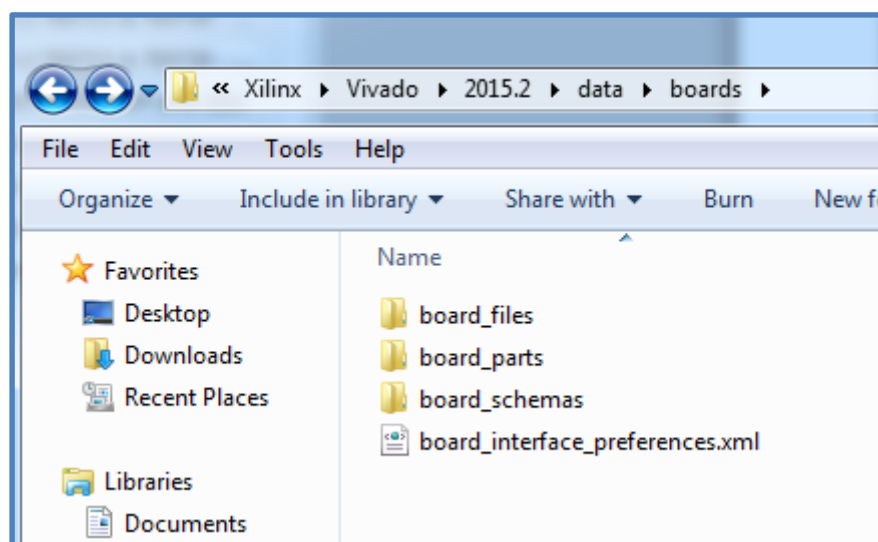 « Xilinx ▸ Vivado ▸ 2015.2 ▸ data ▸ boards ▸
File Edit View Tools Help
Organize ▾ Include in library ▾ Share with ▾ Burn New f
Favorites
Desktop
Downloads
Recent Places
Libraries
Documents
Name
board_files
board_parts
board_schemas
board_interface_preferences.xml